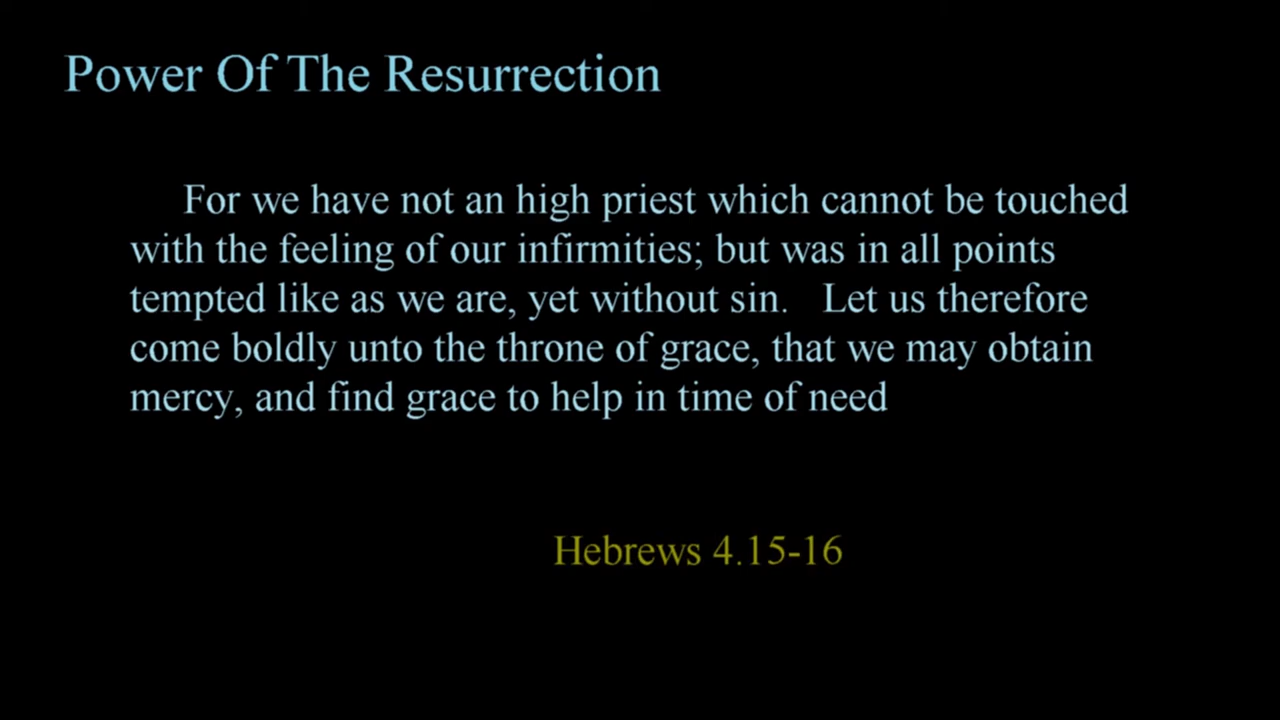 Power Of The Resurrection
For we have not an high priest which cannot be touched
with the feeling of our infirmities; but was in all points
tempted like as we are, yet without sin.   Let us therefore
come boldly unto the throne of grace, that we may obtain
mercy, and find grace to help in time of need
Hebrews 4.15-16